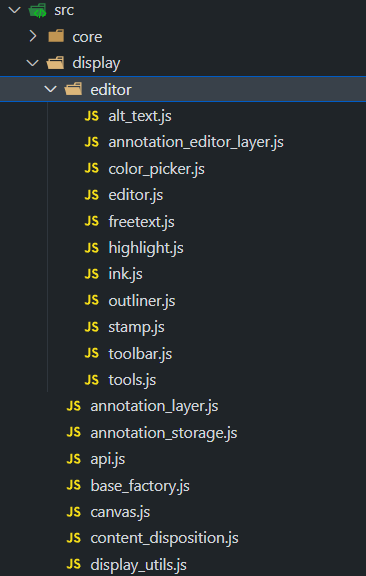 src
core
display
editor
JS alt_text.js
JS annotation_editor_layer.js
JS color_picker.js
JS editor.js
JS freetext.js
JS highlight.js
JS ink.js
JS outliner.js
JS stamp.js
JS toolbar.js
JS tools.js
JS annotation_layer.js
JS annotation_storage.js
JS api.js
JS base_factory.js
JS canvas.js
JS content_disposition.js
JS display_utils.js